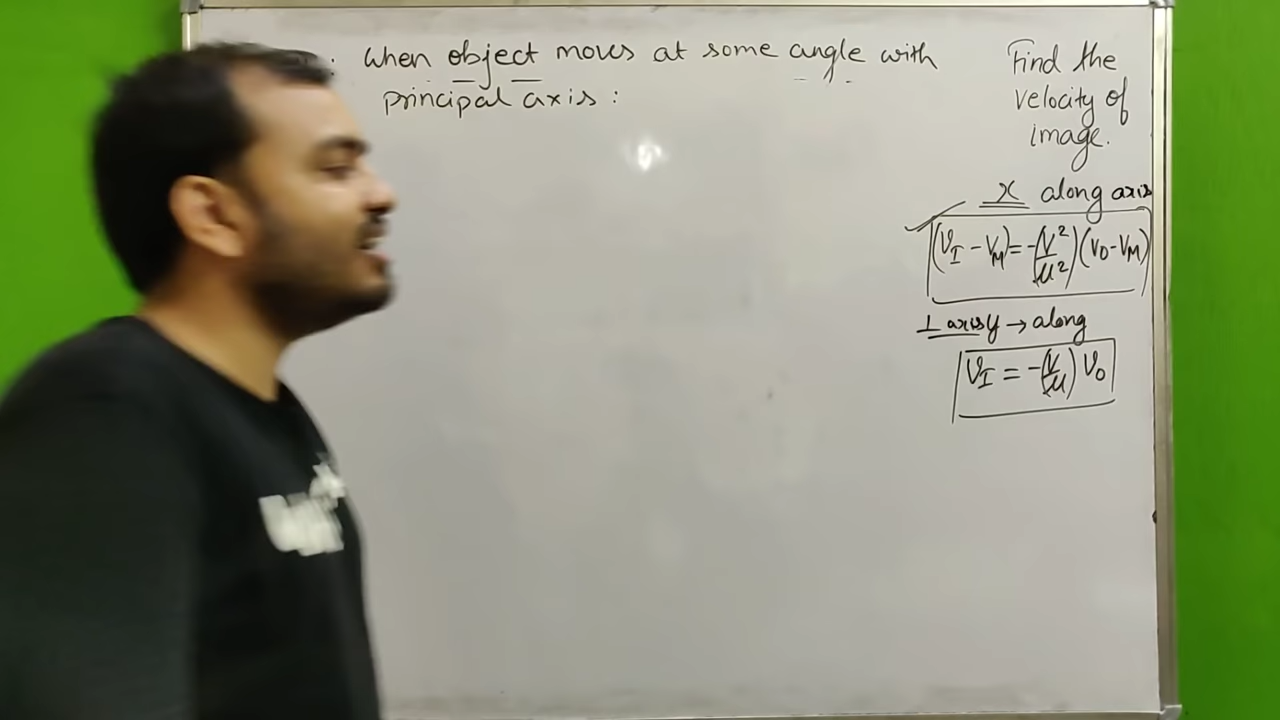 : when object moves at some angle with
principal axis :
Find the
velocity of
image.
x along axis
(V_I - V_M) = -(V²/u²)(V_O - V_M)
⊥ axis y → along
V_I = -(V/u) V_O